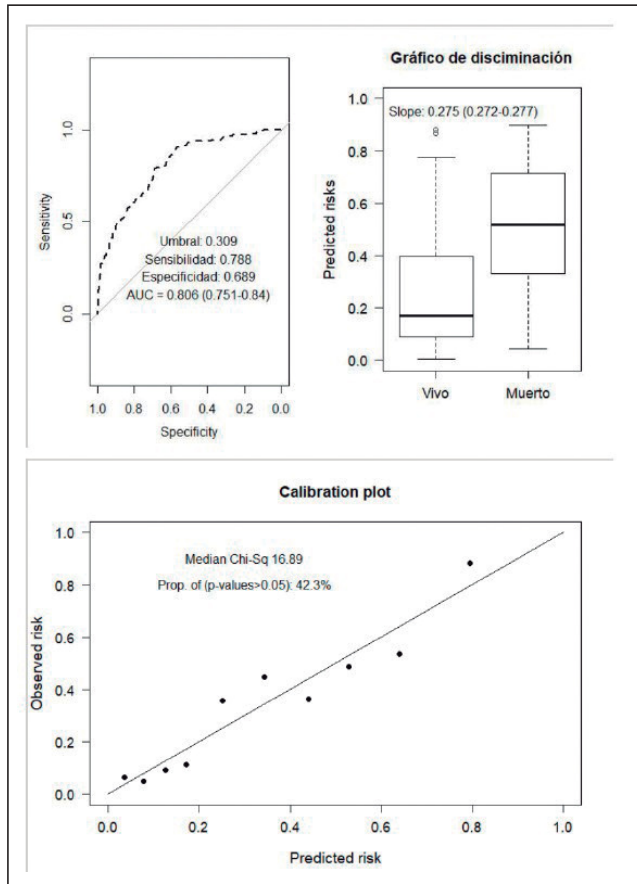 1.0
0.5
0.0
Sensitivity
Umbral: 0.309
Sensibilidad: 0.788
Especificidad: 0.689
AUC = 0.806 (0.751-0.84)
1.0 0.8 0.6 0.4 0.2 0.0
Specificity
Gráfico de disciminación
Slope: 0.275 (0.272-0.277)
1.0
0.8
0.6
0.4
0.2
0.0
Predicted risks
Vivo Muerto
Calibration plot
Median Chi-Sq 16.89
Prop. of (p-values>0.05): 42.3%
1.0
0.8
0.6
0.4
0.2
0.0
Observed risk
0.0 0.2 0.4 0.6 0.8 1.0
Predicted risk